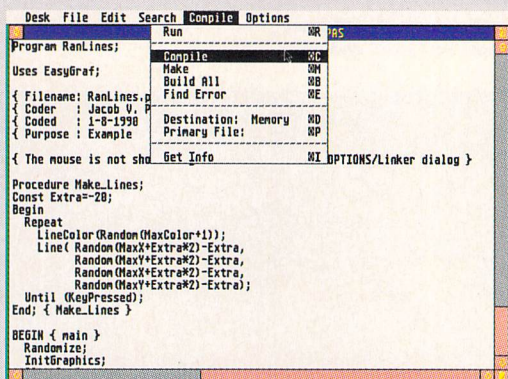 Desk File Edit Search Compile Options
PAS
Run ⌘R
Compile ⌘C
Make ⌘M
Build All ⌘B
Find Error ⌘E
Destination: Memory ⌘D
Primary File: ⌘P
Get Info ⌘I
Program RanLines;
Uses EasyGraf;
{ Filename: RanLines.p
{ Coder : Jacob V. P
{ Coded : 1-8-1990
{ Purpose : Example
{ The mouse is not sho OPTIONS/Linker dialog }
Procedure Make_Lines;
Const Extra=-20;
Begin
Repeat
LineColor(Random(MaxColor+1));
Line( Random(MaxX+Extra*2)-Extra,
Random(MaxY+Extra*2)-Extra,
Random(MaxX+Extra*2)-Extra,
Random(MaxY+Extra*2)-Extra);
Until (KeyPressed);
End; { Make_Lines }
BEGIN { main }
Randomize;
InitGraphics;